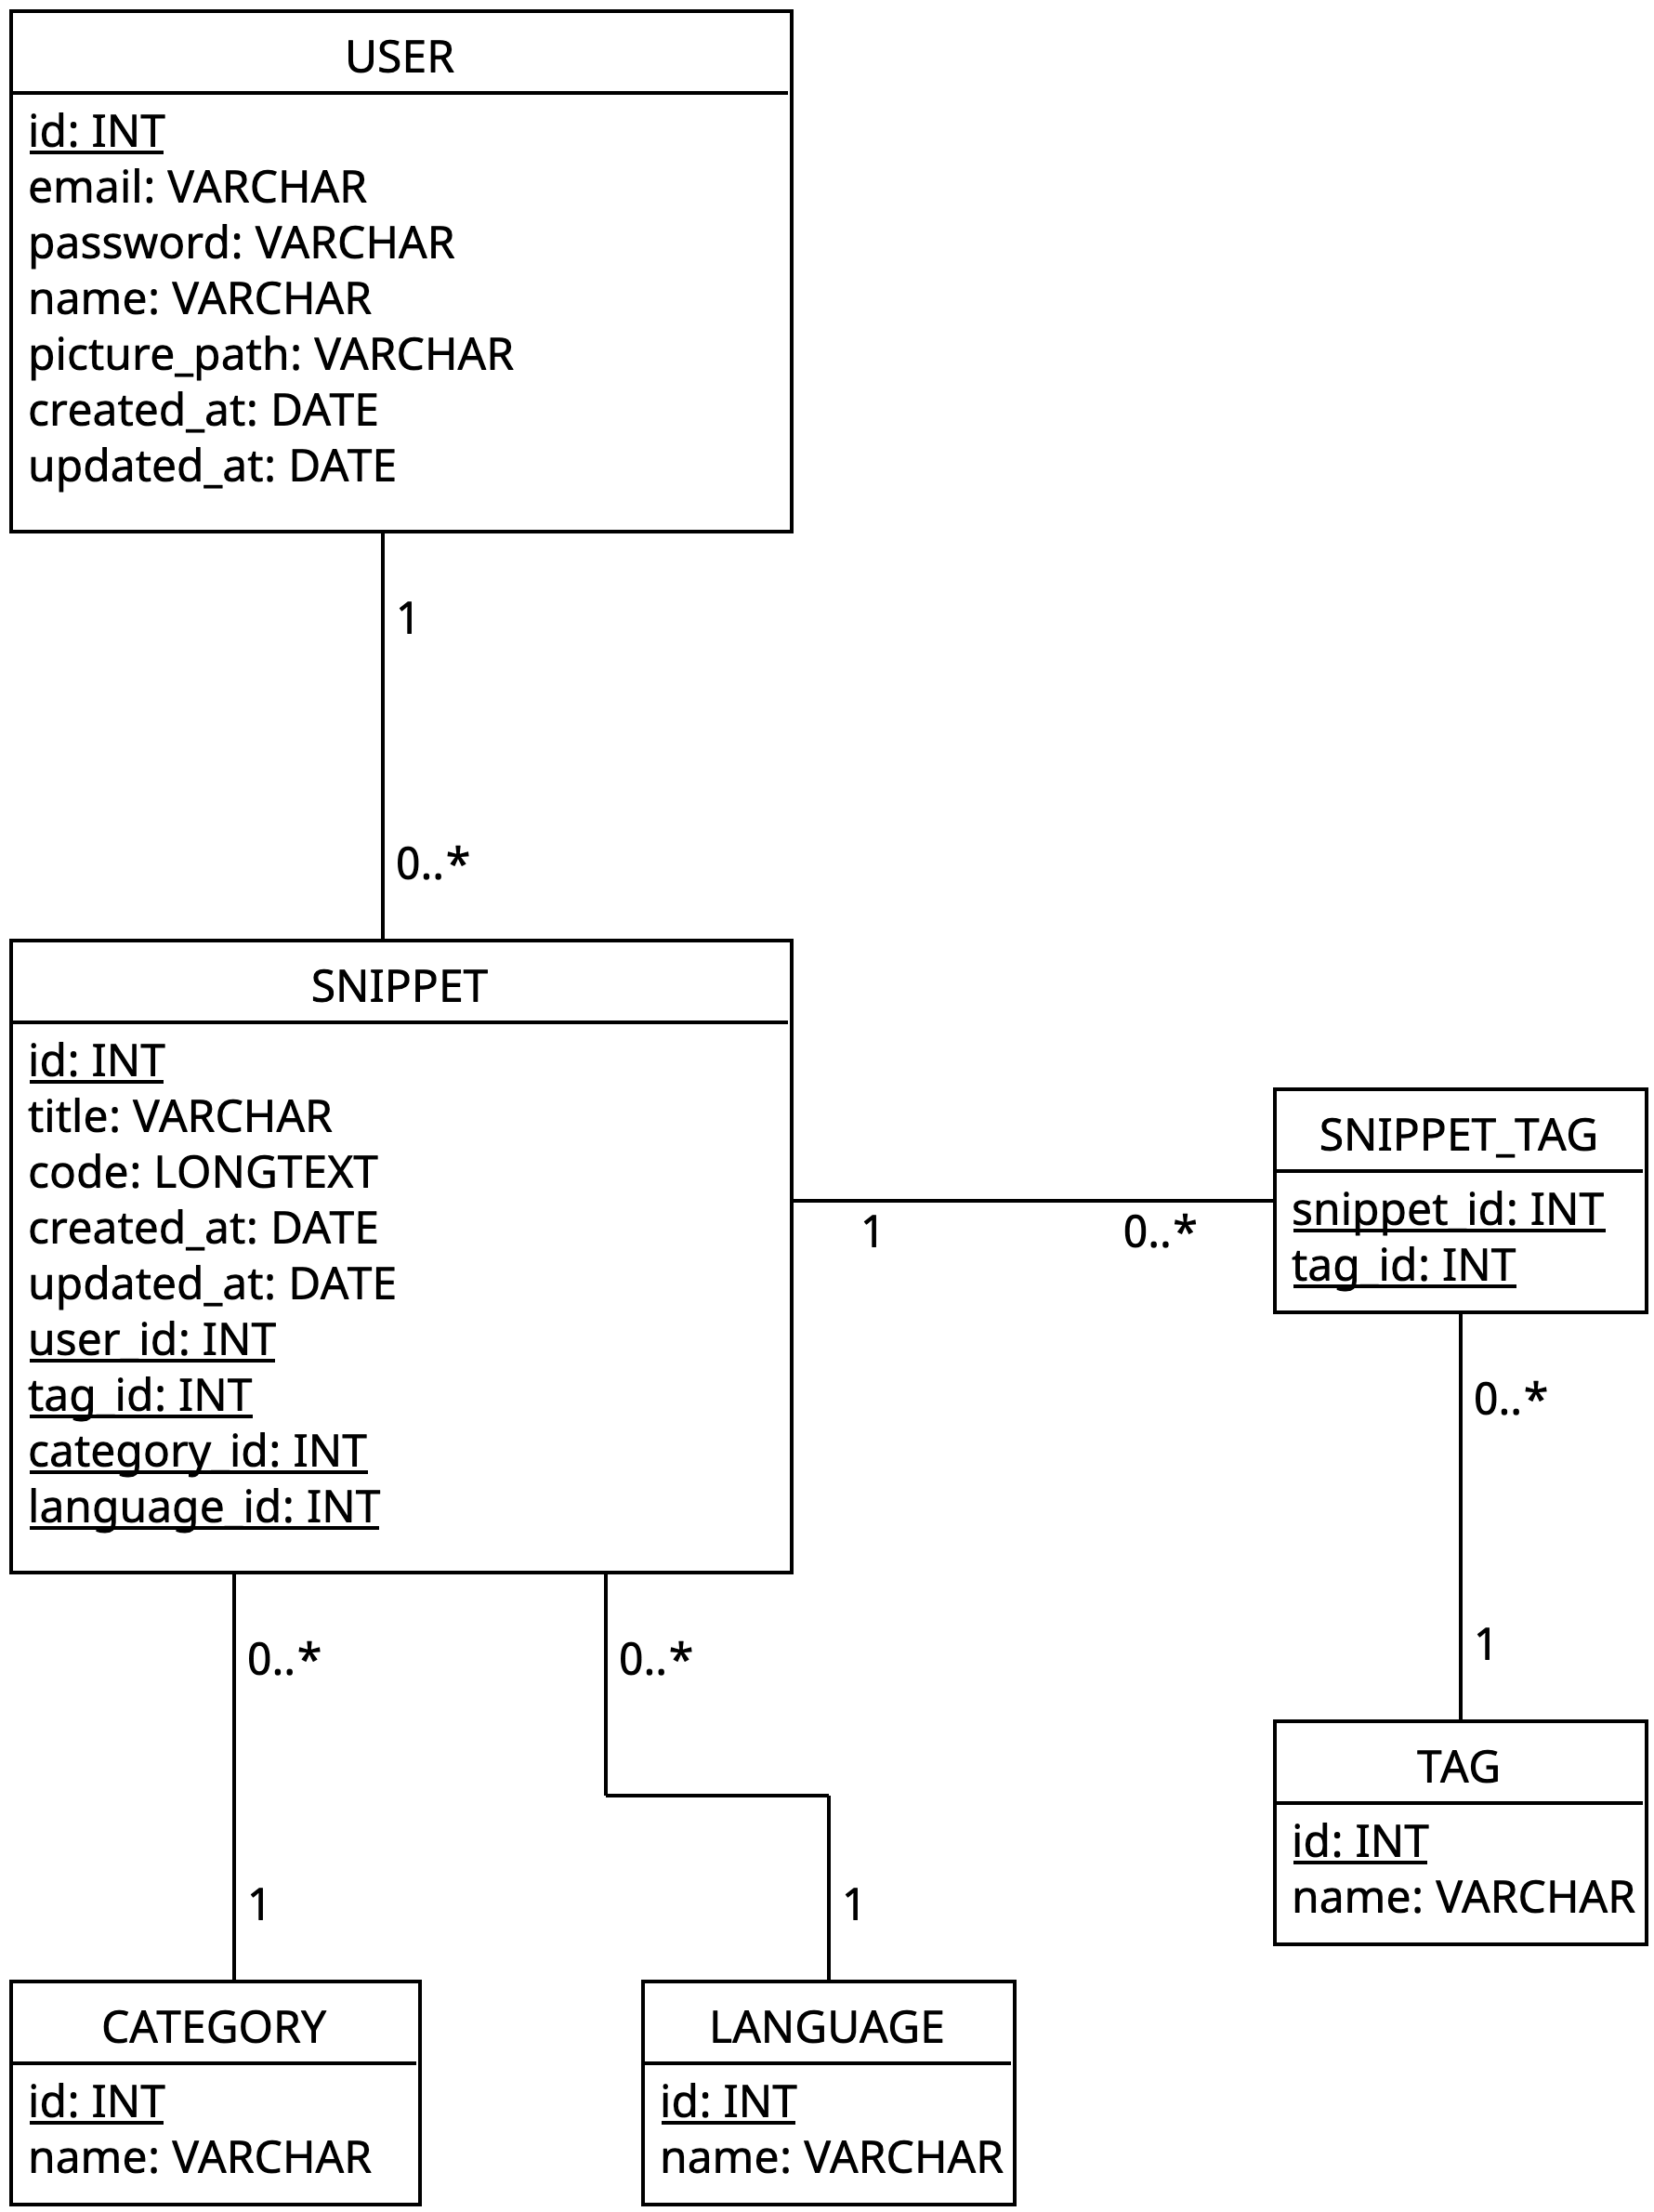 USER
id: INT
email: VARCHAR
password: VARCHAR
name: VARCHAR
picture_path: VARCHAR
created_at: DATE
updated_at: DATE
1
0..*
SNIPPET
id: INT
title: VARCHAR
code: LONGTEXT
created_at: DATE
updated_at: DATE
user_id: INT
tag_id: INT
category_id: INT
language_id: INT
1
0..*
SNIPPET_TAG
snippet_id: INT
tag_id: INT
0..*
1
TAG
id: INT
name: VARCHAR
0..*
1
CATEGORY
id: INT
name: VARCHAR
0..*
1
LANGUAGE
id: INT
name: VARCHAR